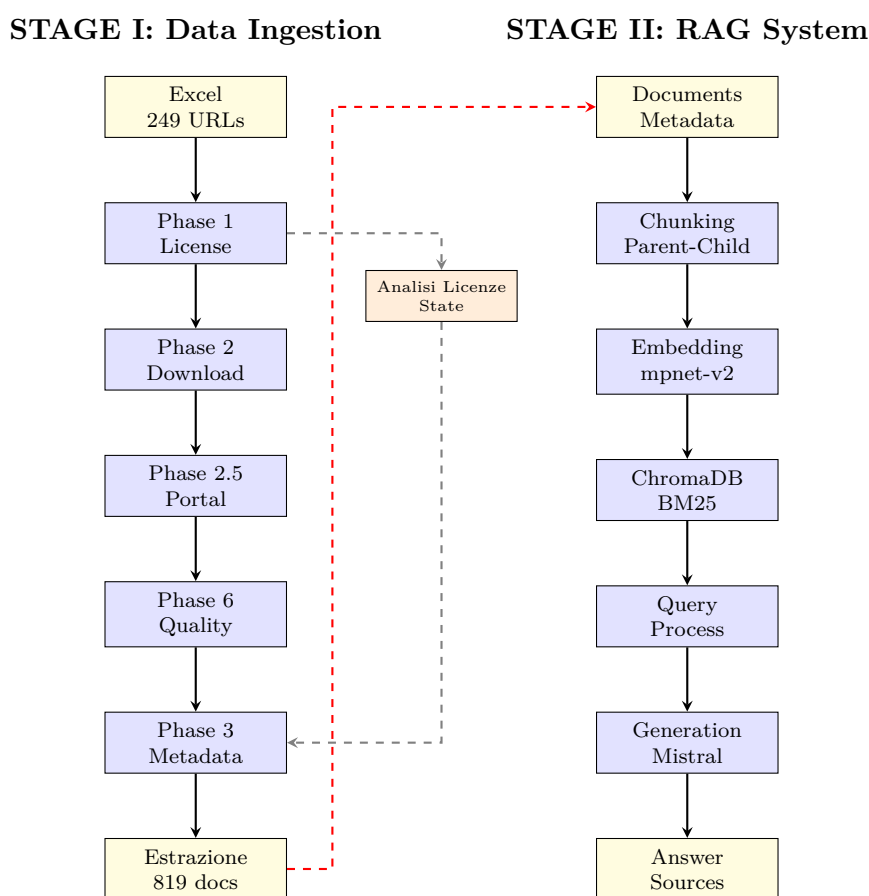 STAGE I: Data Ingestion
Excel
249 URLs
Phase 1
License
Phase 2
Download
Phase 2.5
Portal
Phase 6
Quality
Phase 3
Metadata
Estrazione
819 docs
Analisi Licenze
State
STAGE II: RAG System
Documents
Metadata
Chunking
Parent-Child
Embedding
mpnet-v2
ChromaDB
BM25
Query
Process
Generation
Mistral
Answer
Sources